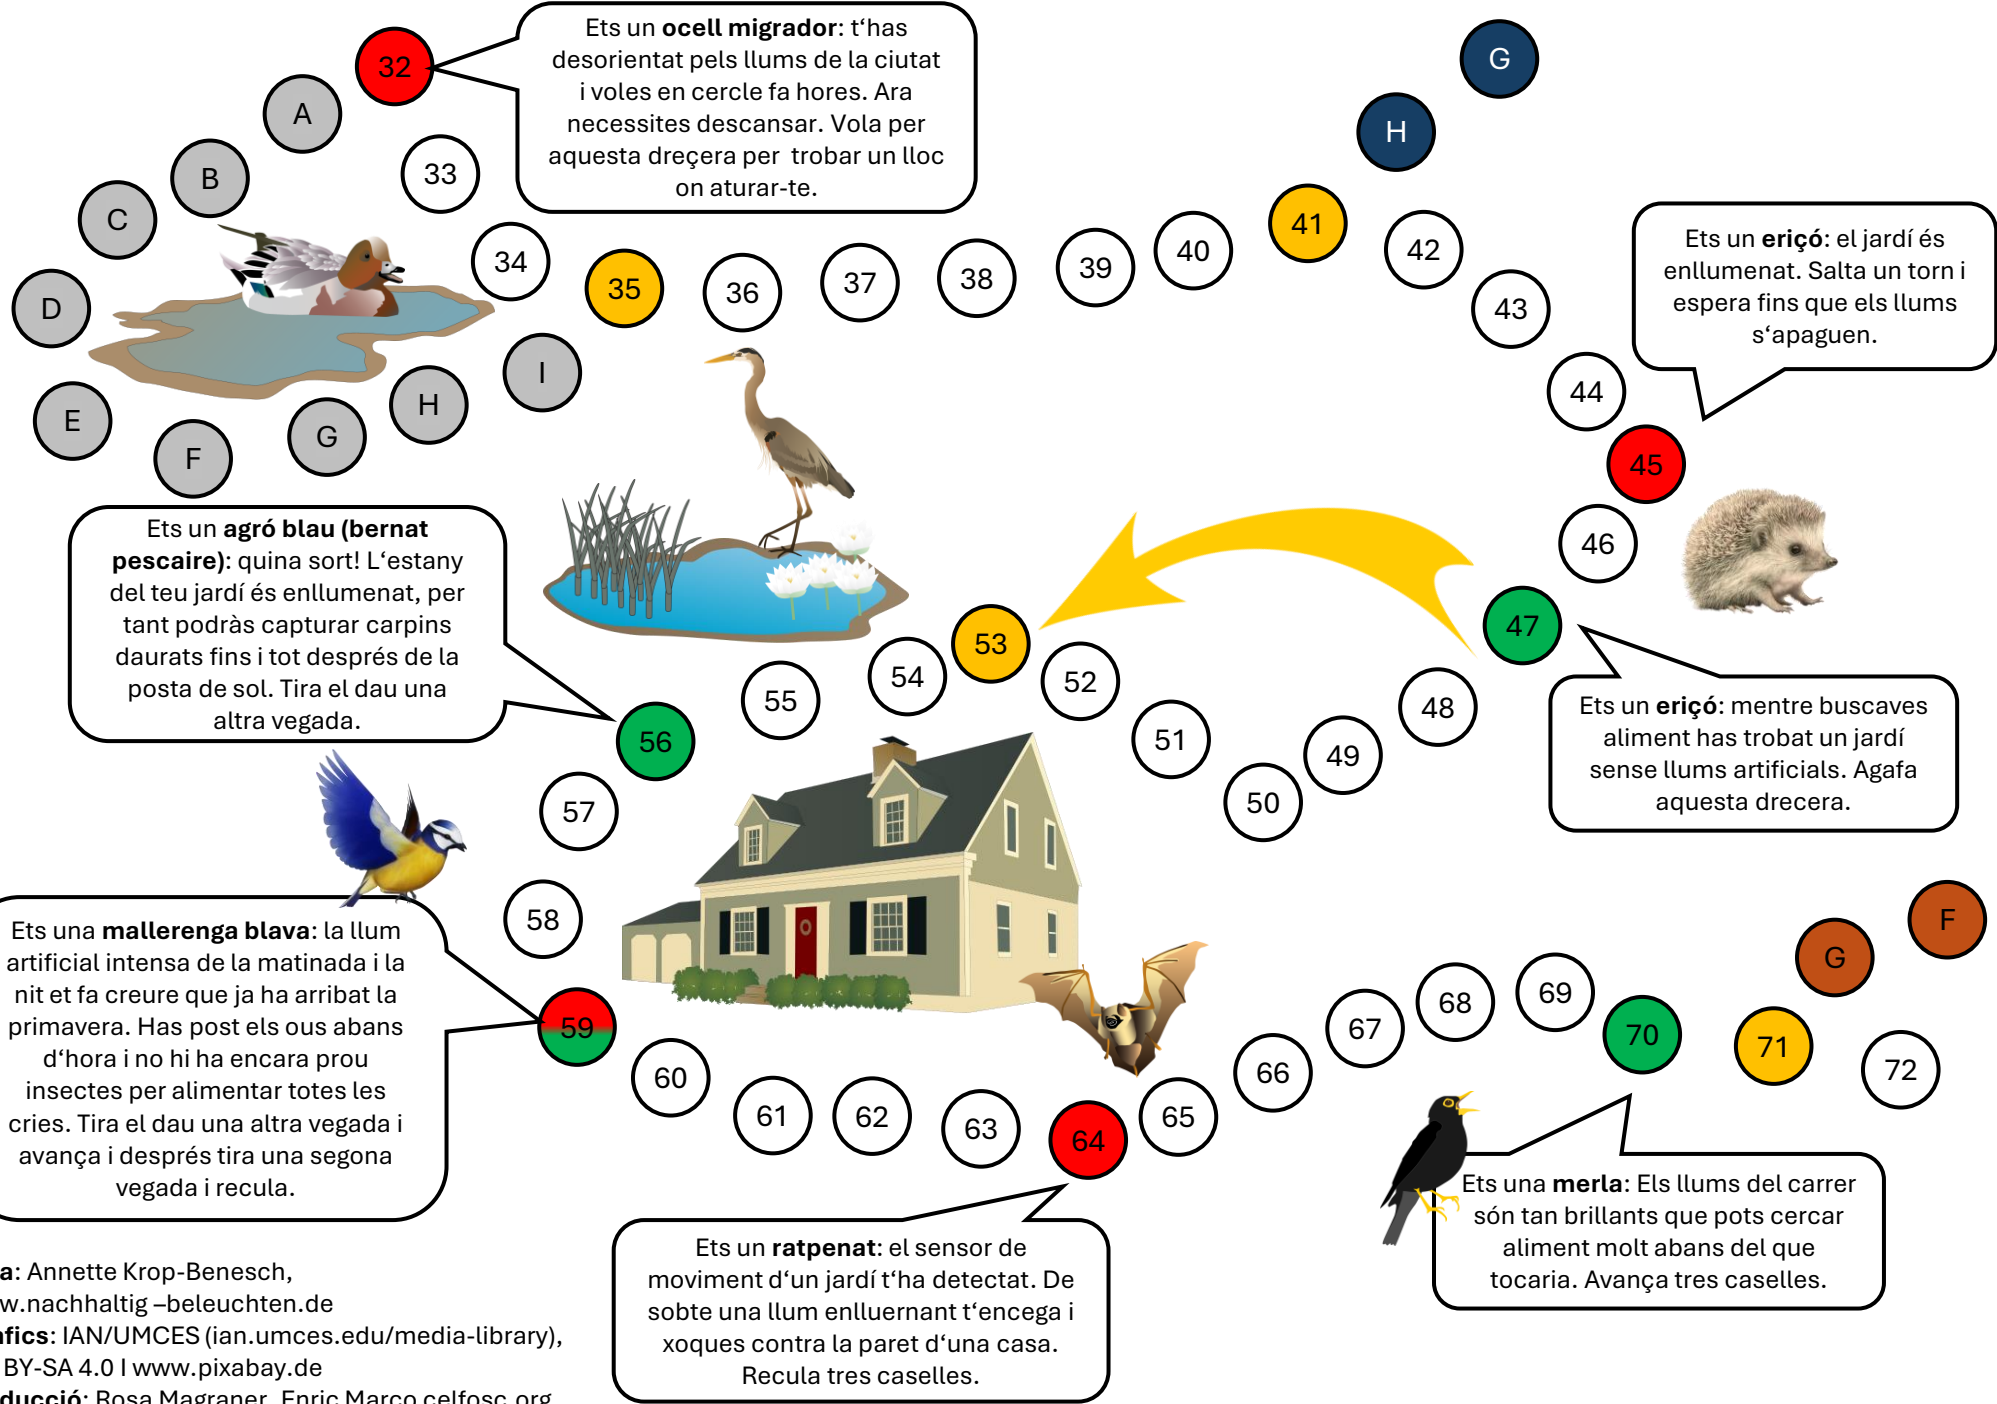 Ets un ocell migrador: t‘has
desorientat pels llums de la ciutat
i voles en cercle fa hores. Ara
necessites descansar. Vola per
aquesta dreçera per trobar un lloc
on aturar-te.
32
A
B
C
D
E
F
G
H
I
33
34
35
36
37
38
39
40
41
H
G
42
43
44
45
46
47
Ets un eriçó: el jardí és
enllumenat. Salta un torn i
espera fins que els llums
s‘apaguen.
Ets un eriçó: mentre buscaves
aliment has trobat un jardí
sense llums artificials. Agafa
aquesta drecera.
48
49
50
51
52
53
54
55
56
Ets un agró blau (bernat
pescaire): quina sort! L‘estany
del teu jardí és enllumenat, per
tant podràs capturar carpins
daurats fins i tot després de la
posta de sol. Tira el dau una
altra vegada.
57
58
59
Ets una mallerenga blava: la llum
artificial intensa de la matinada i la
nit et fa creure que ja ha arribat la
primavera. Has post els ous abans
d‘hora i no hi ha encara prou
insectes per alimentar totes les
cries. Tira el dau una altra vegada i
avança i després tira una segona
vegada i recula.
60
61
62
63
64
Ets un ratpenat: el sensor de
moviment d‘un jardí t‘ha detectat. De
sobte una llum enlluernant t‘encega i
xoques contra la paret d‘una casa.
Recula tres caselles.
65
66
67
68
69
70
71
72
G
F
Ets una merla: Els llums del carrer
són tan brillants que pots cercar
aliment molt abans del que
tocaria. Avança tres caselles.
a: Annette Krop-Benesch,
w.nachhaltig –beleuchten.de
fics: IAN/UMCES (ian.umces.edu/media-library),
BY-SA 4.0 I www.pixabay.de
ducció: Rosa Magraner, Enric Marco celfosc.org